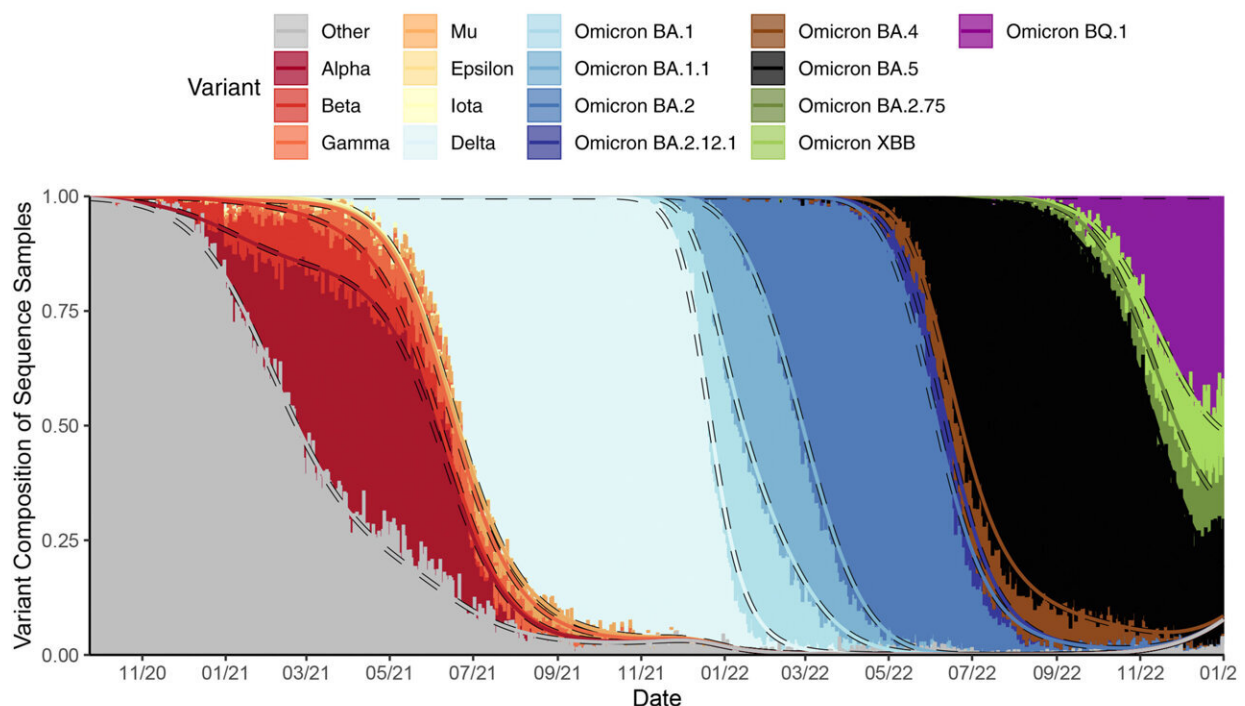 Variant
Other
Alpha
Beta
Gamma
Mu
Epsilon
Iota
Delta
Omicron BA.1
Omicron BA.1.1
Omicron BA.2
Omicron BA.2.12.1
Omicron BA.4
Omicron BA.5
Omicron BA.2.75
Omicron XBB
Omicron BQ.1
Variant Composition of Sequence Samples
1.00
0.75
0.50
0.25
0.00
11/20 01/21 03/21 05/21 07/21 09/21 11/21 01/22 03/22 05/22 07/22 09/22 11/22 01/2
Date